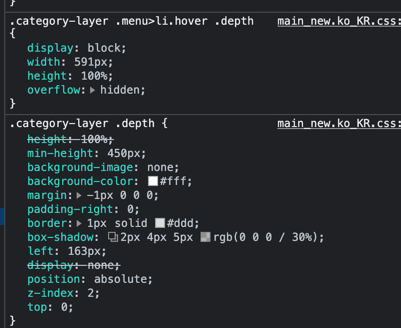 }
.category-layer .menu>li.hover .depth main_new.ko_KR.css:
{
display: block;
width: 591px;
height: 100%;
overflow: hidden;
}
.category-layer .depth { main_new.ko_KR.css:
height: 100%;
min-height: 450px;
background-image: none;
background-color: #fff;
margin: -1px 0 0 0;
padding-right: 0;
border: 1px solid #ddd;
box-shadow: 2px 4px 5px rgb(0 0 0 / 30%);
left: 163px;
display: none;
position: absolute;
z-index: 2;
top: 0;
}